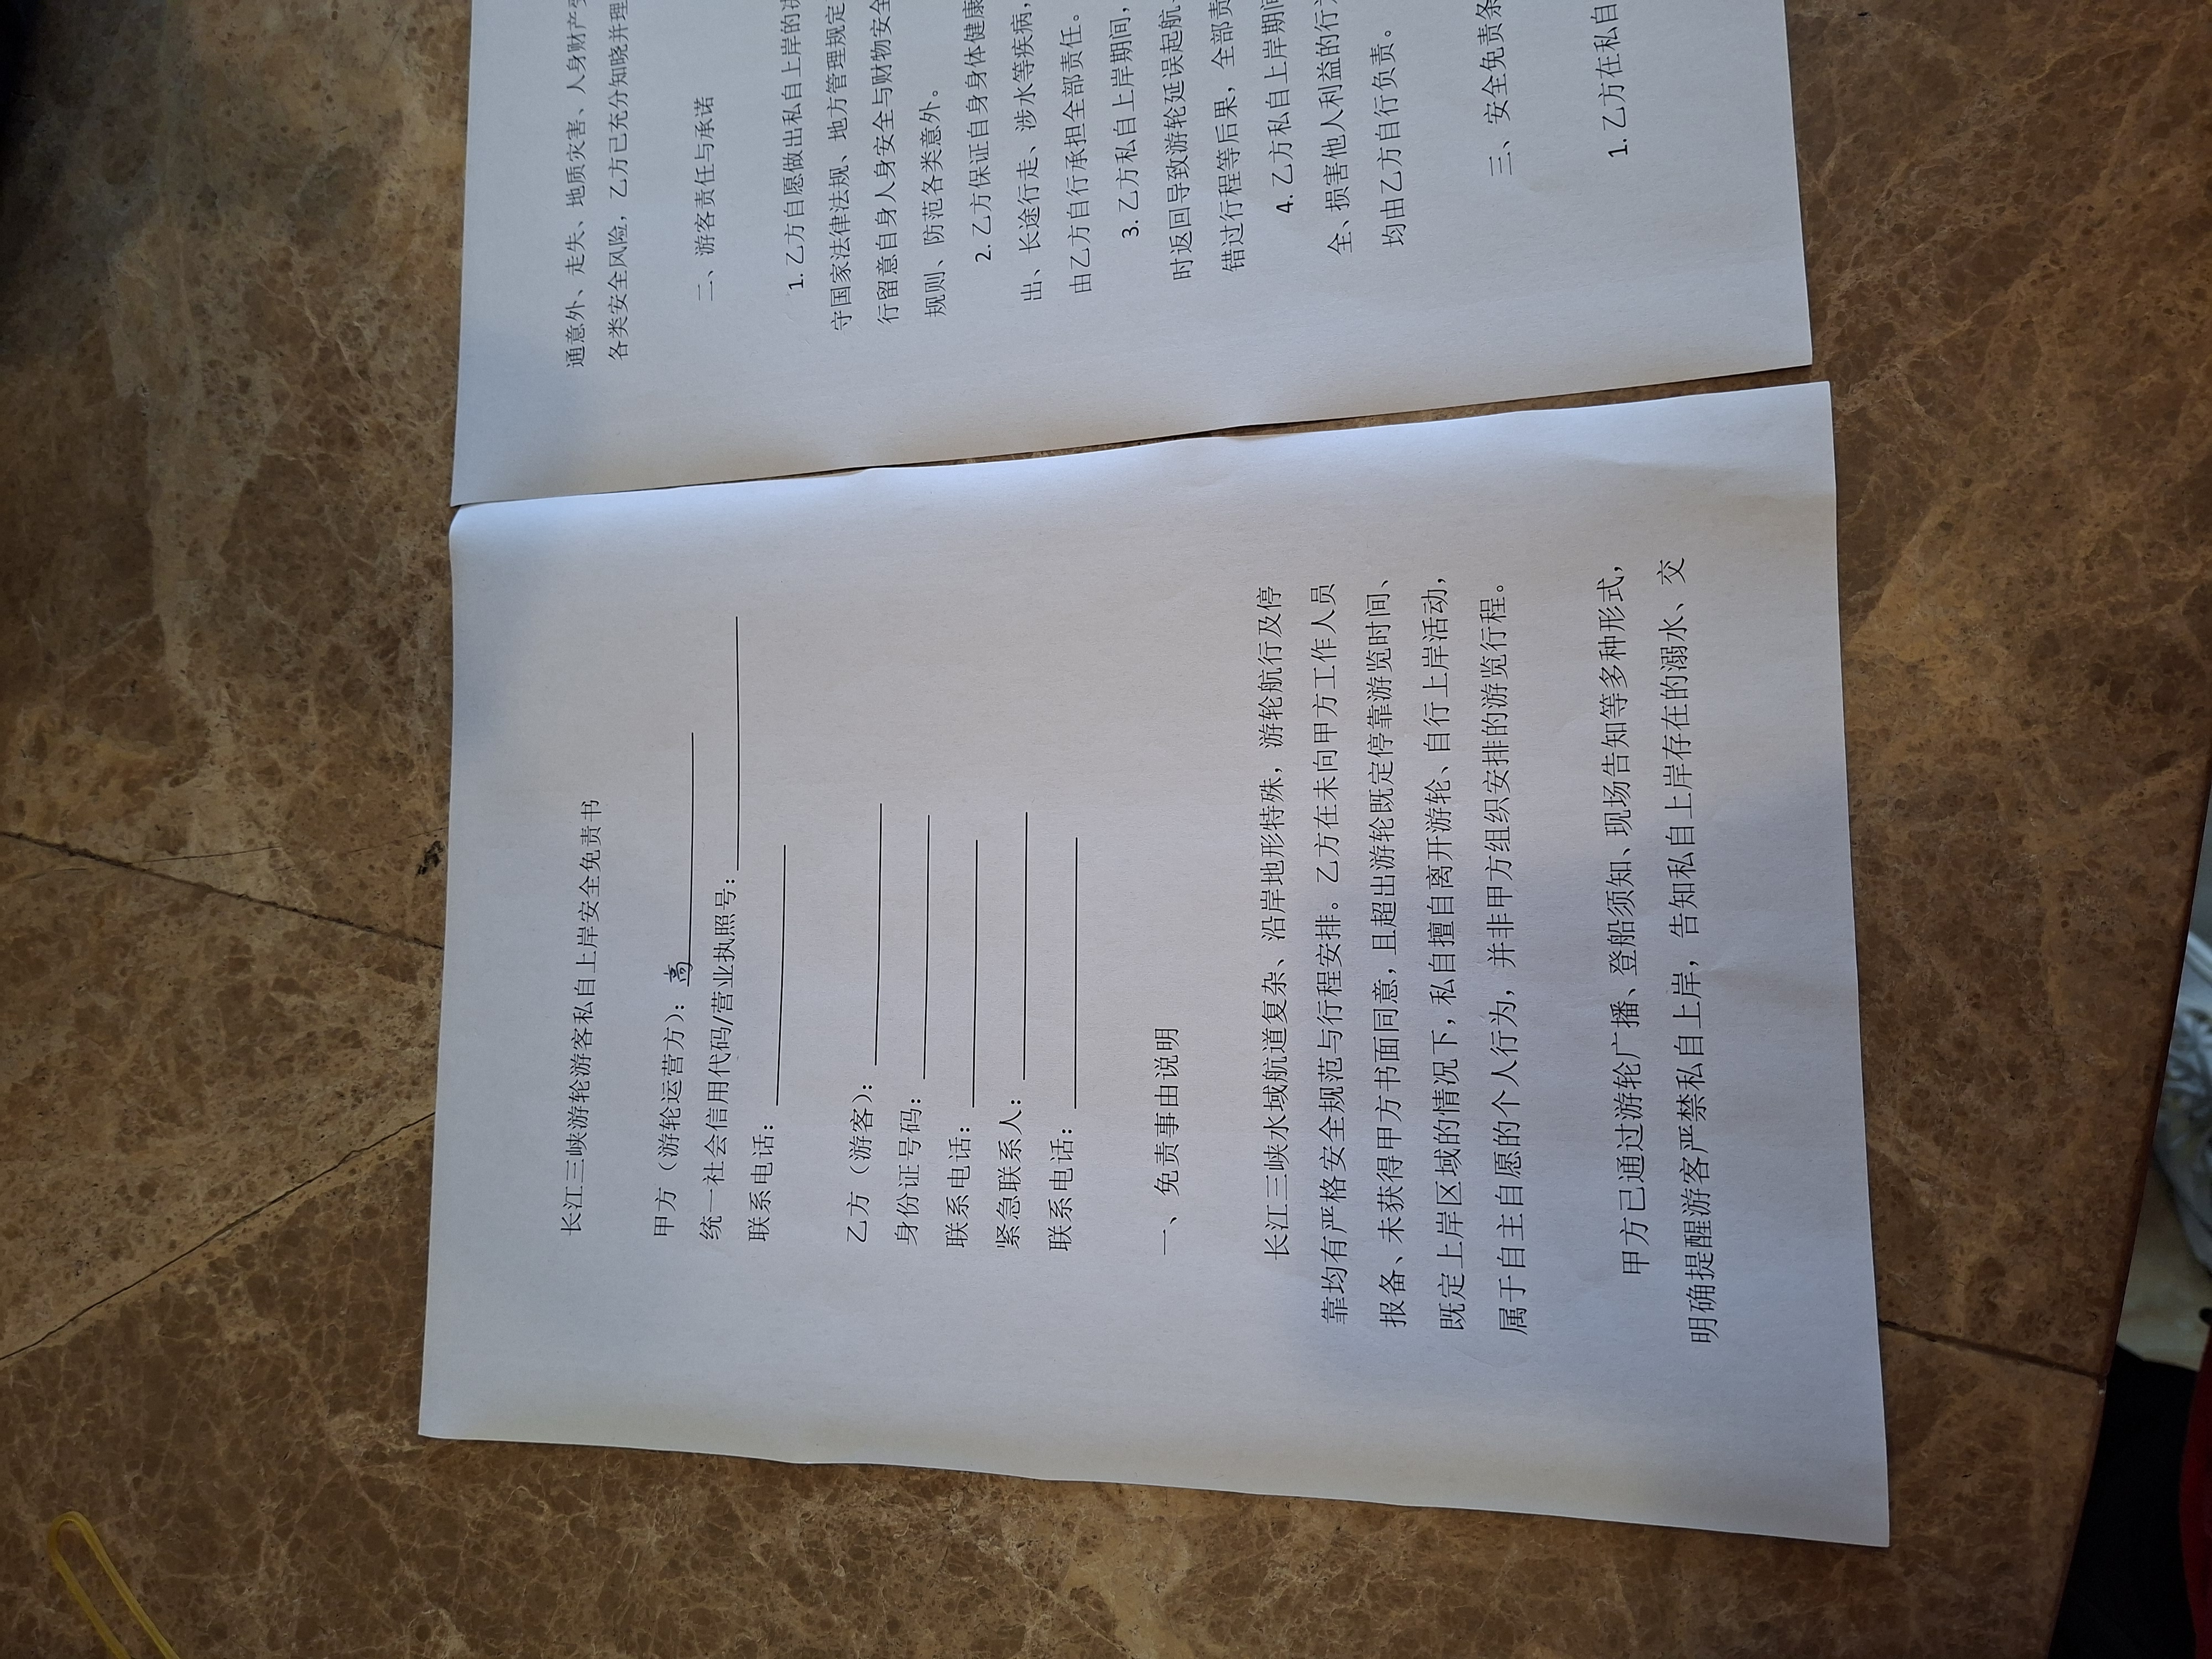 长江三峡游轮游客私自上岸安全免责书
甲方（游轮运营方）：高
统一社会信用代码/营业执照号：
联系电话：
乙方（游客）：
身份证号码：
联系电话：
紧急联系人：
联系电话：
一、免责事由说明
长江三峡水域航道复杂、沿岸地形特殊，游轮航行及停
靠均有严格安全规范与行程安排。乙方在未向甲方工作人员
报备、未获得甲方书面同意，且超出游轮既定停靠游览时间、
既定上岸区域的情况下，私自擅自离开游轮、自行上岸活动，
属于自主自愿的个人行为，并非甲方组织安排的游览行程。
甲方已通过游轮广播、登船须知、现场告知等多种形式，
明确提醒游客严禁私自上岸，告知私自上岸存在的溺水、交
通意外、走失、地质灾害、人身财产
各类安全风险，乙方已充分知晓并理
二、游客责任与承诺
1. 乙方自愿做出私自上岸的
守国家法律法规、地方管理规定
行留意自身人身安全与财物安全
规则、防范各类意外。
2. 乙方保证自身身体健康
出、长途行走、涉水等疾病，
由乙方自行承担全部责任。
3. 乙方私自上岸期间，
时返回导致游轮延误起航、
错过行程等后果，全部责
4. 乙方私自上岸期间
全、损害他人利益的行为
均由乙方自行负责。
三、安全免责条
1. 乙方在私自